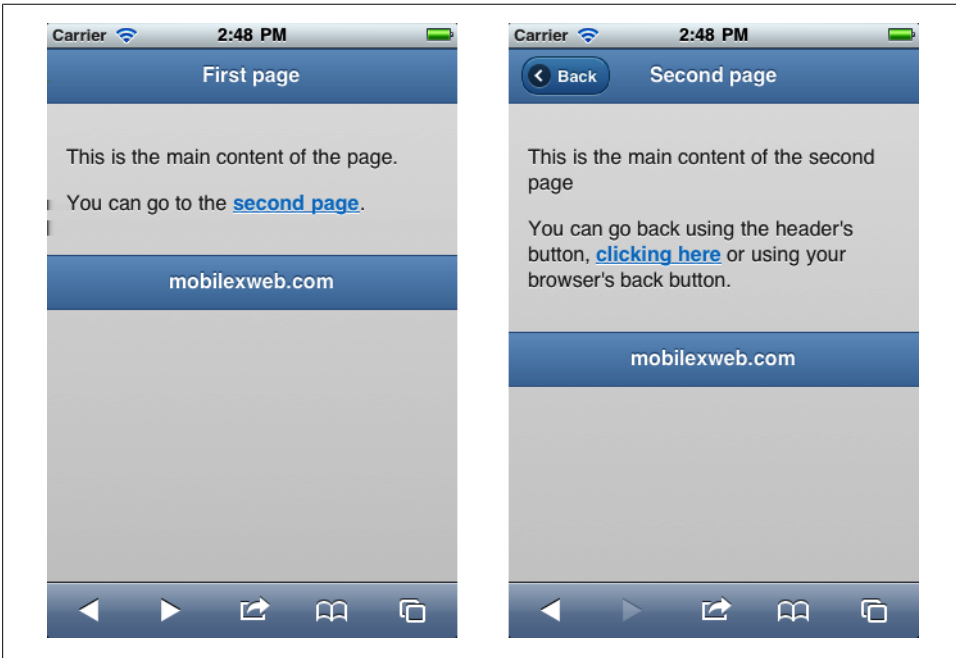 Carrier 2:48 PM
First page
This is the main content of the page.
You can go to the second page.
mobilexweb.com
Carrier 2:48 PM
Back Second page
This is the main content of the second
page
You can go back using the header's
button, clicking here or using your
browser's back button.
mobilexweb.com